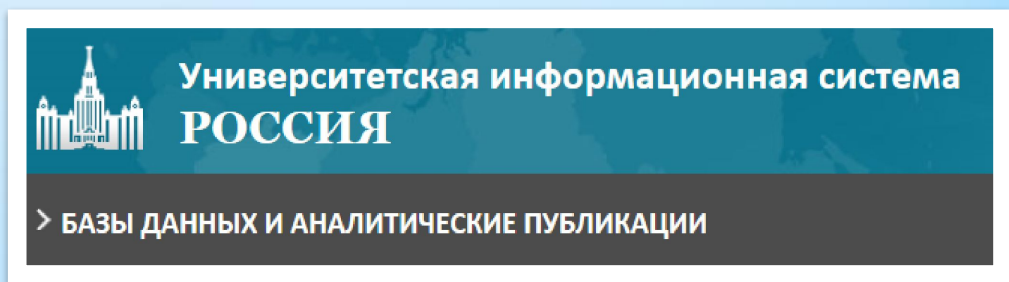 Университетская информационная система
РОССИЯ
> БАЗЫ ДАННЫХ И АНАЛИТИЧЕСКИЕ ПУБЛИКАЦИИ